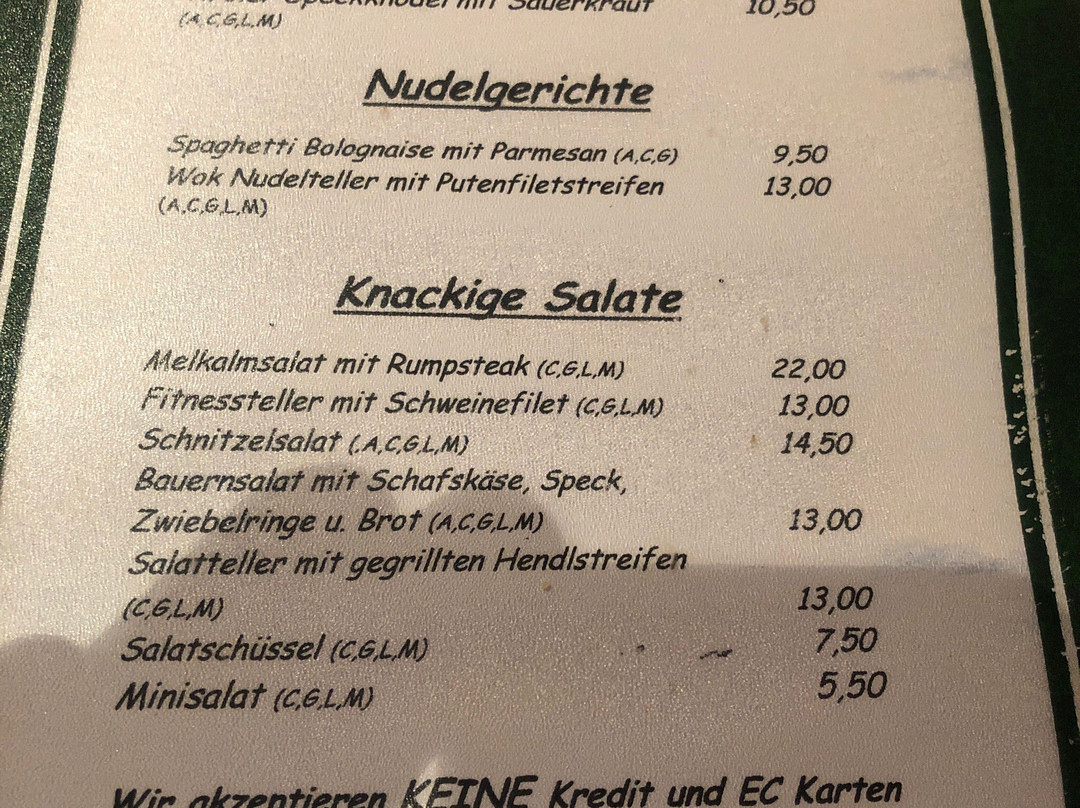 Speckknödel mit Sauerkraut 10,50
(A,C,G,L,M)
Nudelgerichte
Spaghetti Bolognaise mit Parmesan (A,C,G) 9,50
Wok Nudelteller mit Putenfiletstreifen 13,00
(A,C,G,L,M)
Knackige Salate
Melkalmsalat mit Rumpsteak (C,G,L,M) 22,00
Fitnessteller mit Schweinefilet (C,G,L,M) 13,00
Schnitzelsalat (.A,C,G,L,M) 14,50
Bauernsalat mit Schafskäse, Speck,
Zwiebelringe u. Brot (A,C,G,L,M) 13,00
Salatteller mit gegrillten Hendlstreifen
(C,G,L,M) 13,00
Salatschüssel (C,G,L,M) 7,50
Minisalat (C,G,L,M) 5,50
Wir akzeptieren KEINE Kredit und EC Karten